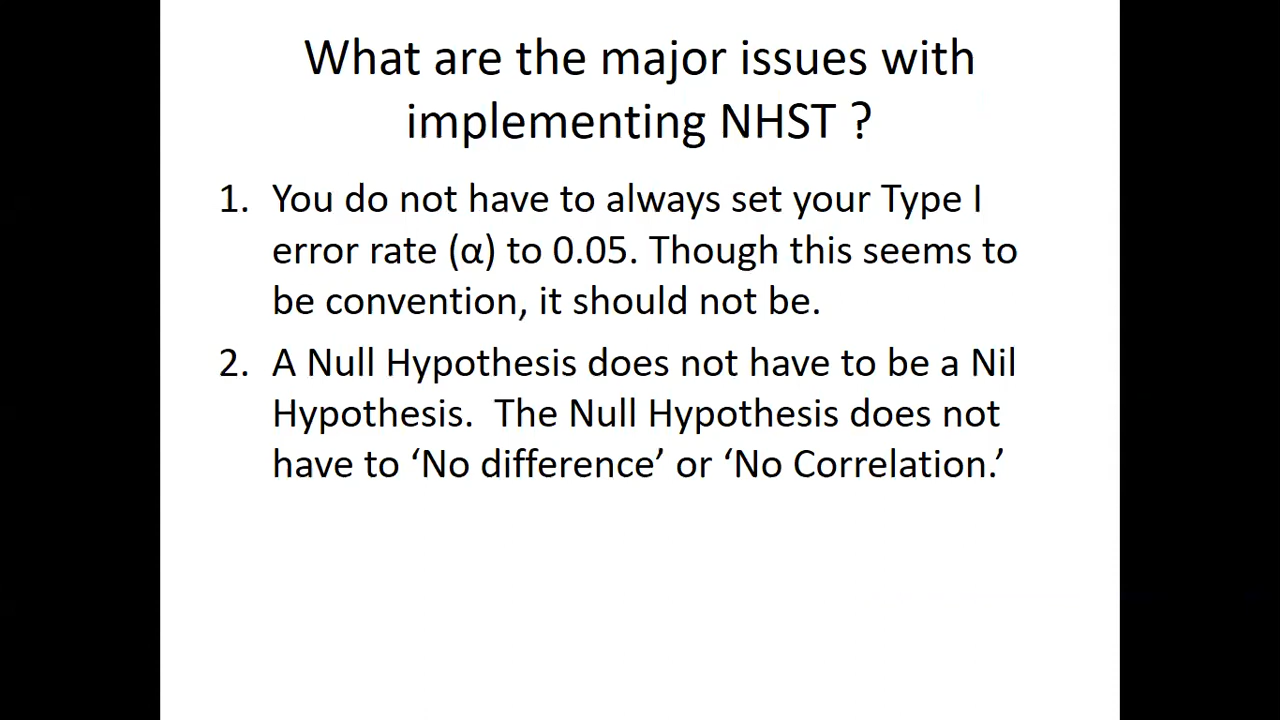 What are the major issues with
implementing NHST ?
1. You do not have to always set your Type I
error rate (α) to 0.05. Though this seems to
be convention, it should not be.
2. A Null Hypothesis does not have to be a Nil
Hypothesis.  The Null Hypothesis does not
have to ‘No difference’ or ‘No Correlation.’